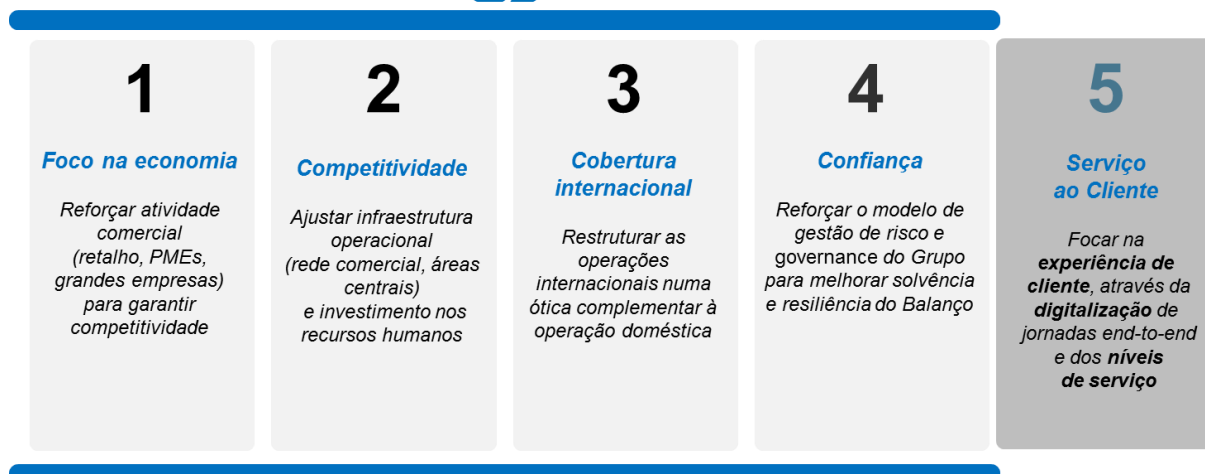 1
Foco na economia
Reforçar atividade
comercial
(retalho, PMEs,
grandes empresas)
para garantir
competitividade
2
Competitividade
Ajustar infraestrutura
operacional
(rede comercial, áreas
centrais)
e investimento nos
recursos humanos
3
Cobertura
internacional
Restruturar as
operações
internacionais numa
ótica complementar à
operação doméstica
4
Confiança
Reforçar o modelo de
gestão de risco e
governance do Grupo
para melhorar solvência
e resiliência do Balanço
5
Serviço
ao Cliente
Focar na
experiência de
cliente, através da
digitalização de
jornadas end-to-end
e dos níveis
de serviço